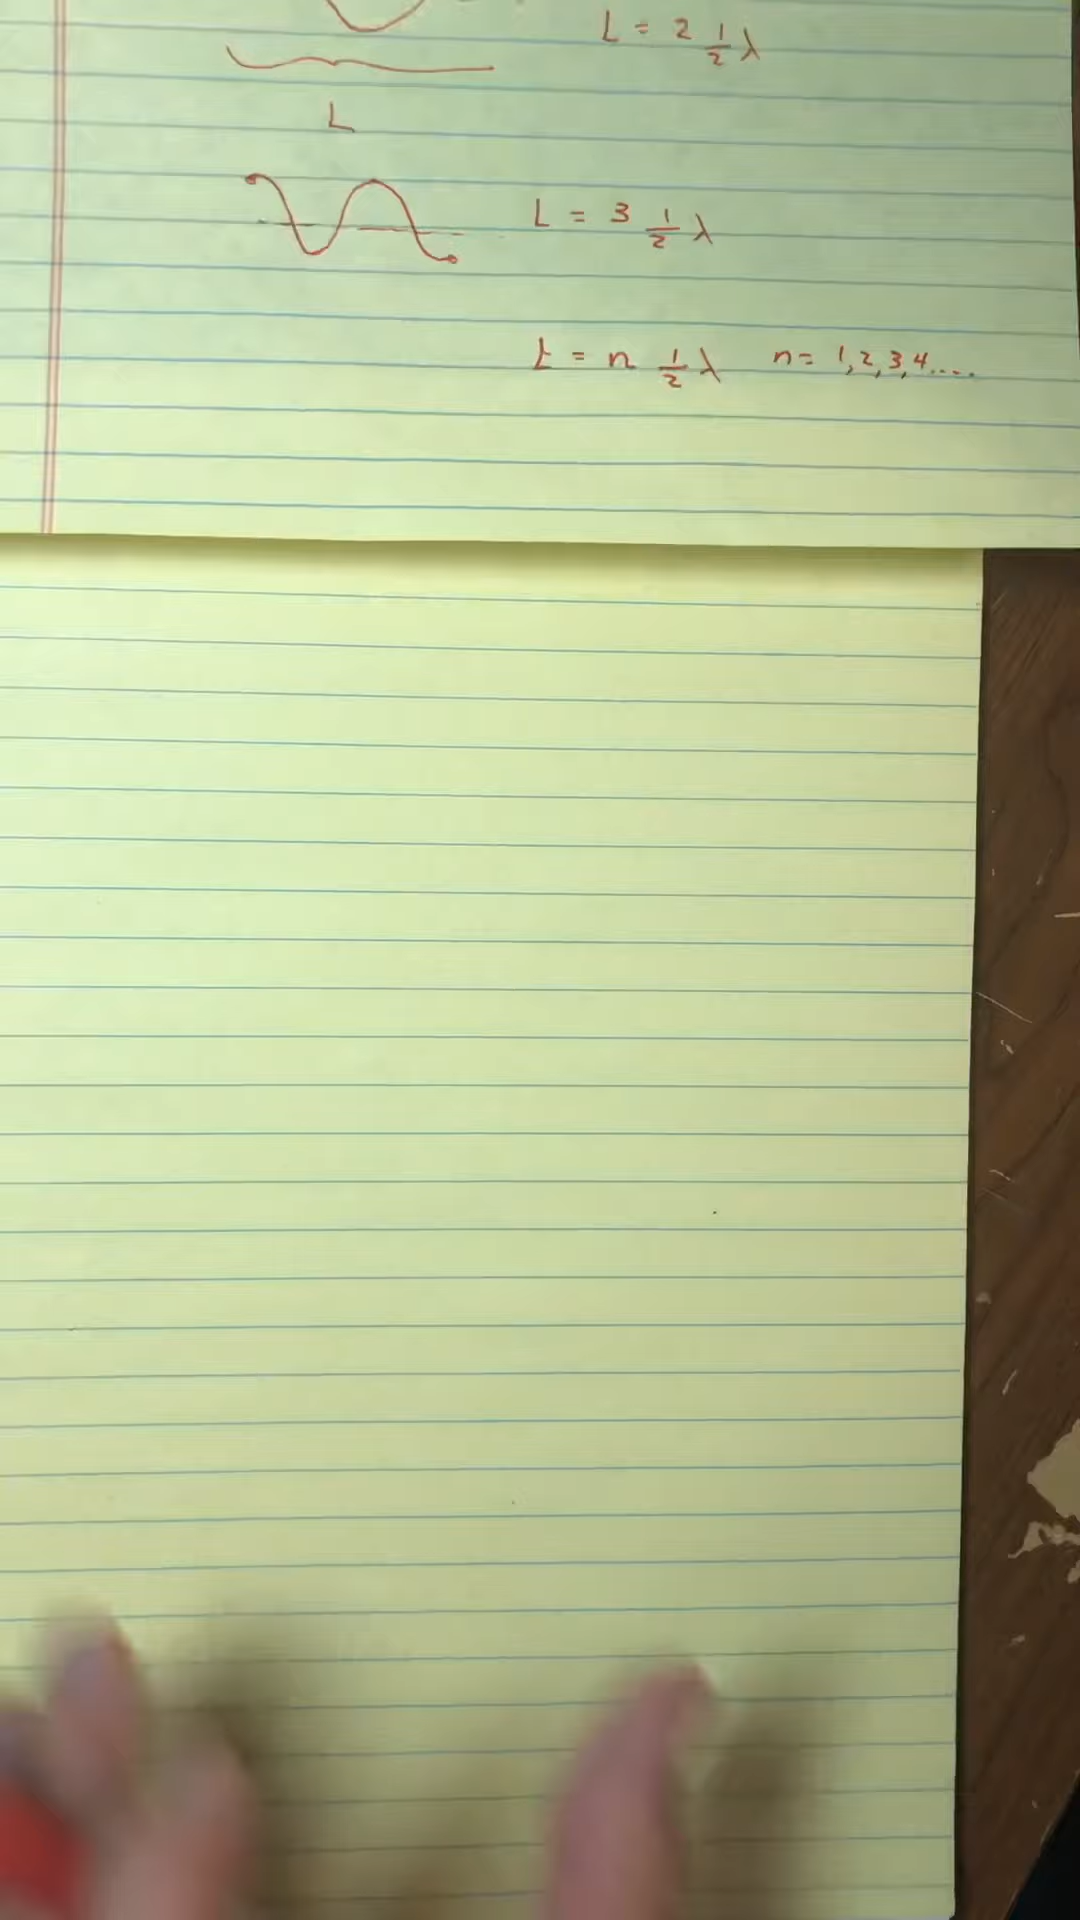 L = 2 1/2 λ
L
L = 3 1/2 λ
L = n 1/2 λ n = 1, 2, 3, 4....